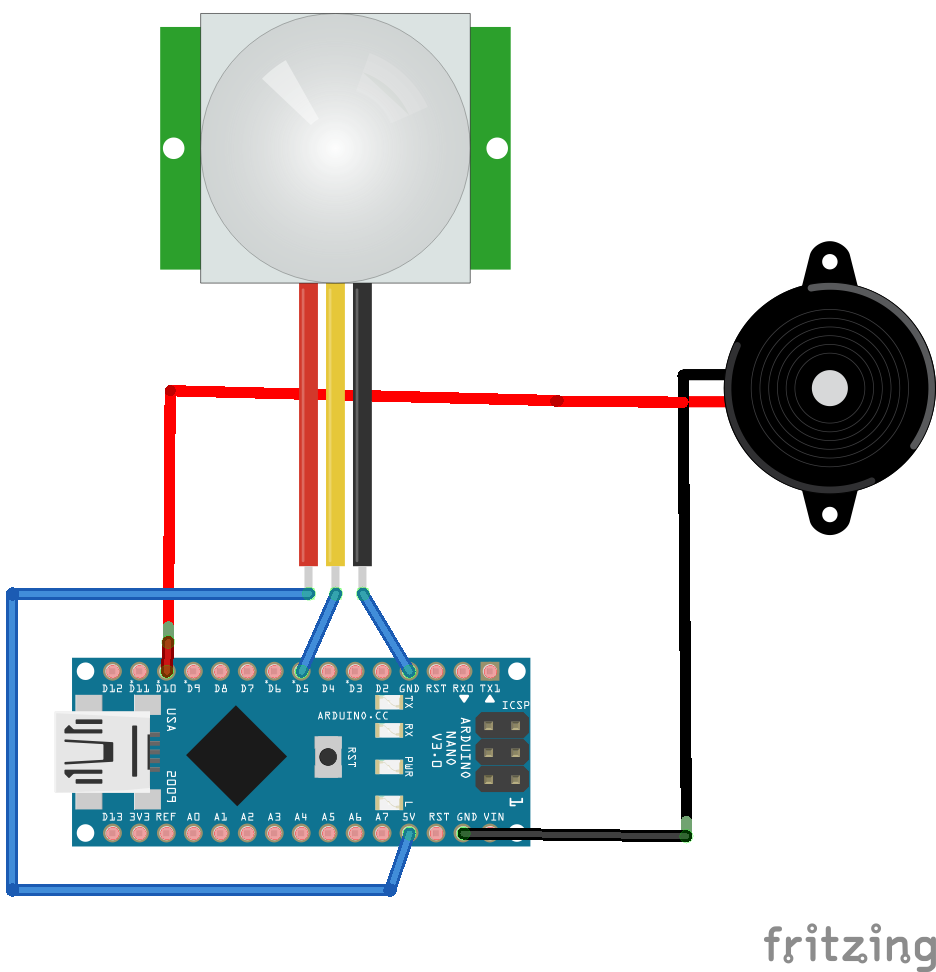 D12 D11 D10 D9 D8 D7 D6 D5 D4 D3 D2 GND RST RX0 TX1
ICSP
TX
ARDUINO.CC
RX
RST
PWR
L
USA
2009
ARDUINO
NANO
V3.0
1
D13 3V3 REF A0 A1 A2 A3 A4 A5 A6 A7 5V RST GND VIN
fritzing